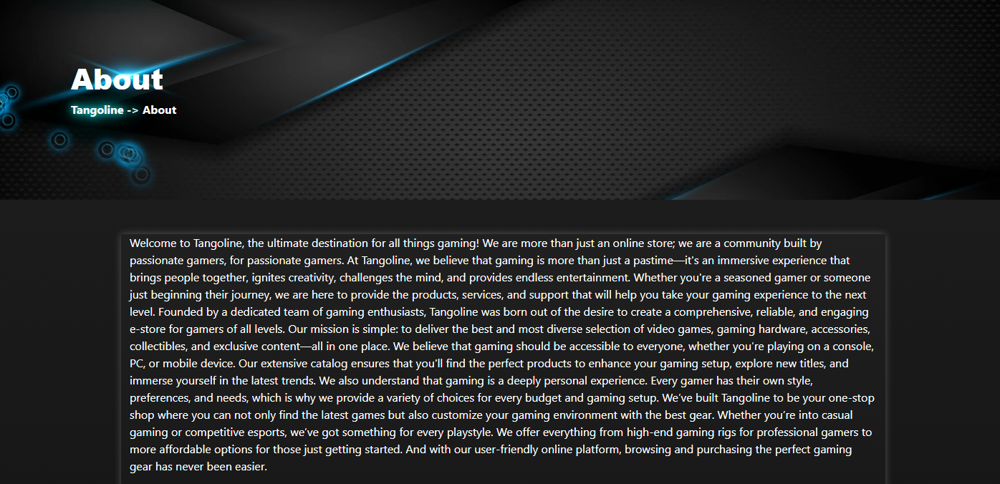 About
Tangoline -> About
Welcome to Tangoline, the ultimate destination for all things gaming! We are more than just an online store; we are a community built by
passionate gamers, for passionate gamers. At Tangoline, we believe that gaming is more than just a pastime—it's an immersive experience that
brings people together, ignites creativity, challenges the mind, and provides endless entertainment. Whether you're a seasoned gamer or someone
just beginning their journey, we are here to provide the products, services, and support that will help you take your gaming experience to the next
level. Founded by a dedicated team of gaming enthusiasts, Tangoline was born out of the desire to create a comprehensive, reliable, and engaging
e-store for gamers of all levels. Our mission is simple: to deliver the best and most diverse selection of video games, gaming hardware, accessories,
collectibles, and exclusive content—all in one place. We believe that gaming should be accessible to everyone, whether you’re playing on a console,
PC, or mobile device. Our extensive catalog ensures that you'll find the perfect products to enhance your gaming setup, explore new titles, and
immerse yourself in the latest trends. We also understand that gaming is a deeply personal experience. Every gamer has their own style,
preferences, and needs, which is why we provide a variety of choices for every budget and gaming setup. We’ve built Tangoline to be your one-stop
shop where you can not only find the latest games but also customize your gaming environment with the best gear. Whether you’re into casual
gaming or competitive esports, we’ve got something for every playstyle. We offer everything from high-end gaming rigs for professional gamers to
more affordable options for those just getting started. And with our user-friendly online platform, browsing and purchasing the perfect gaming
gear has never been easier.